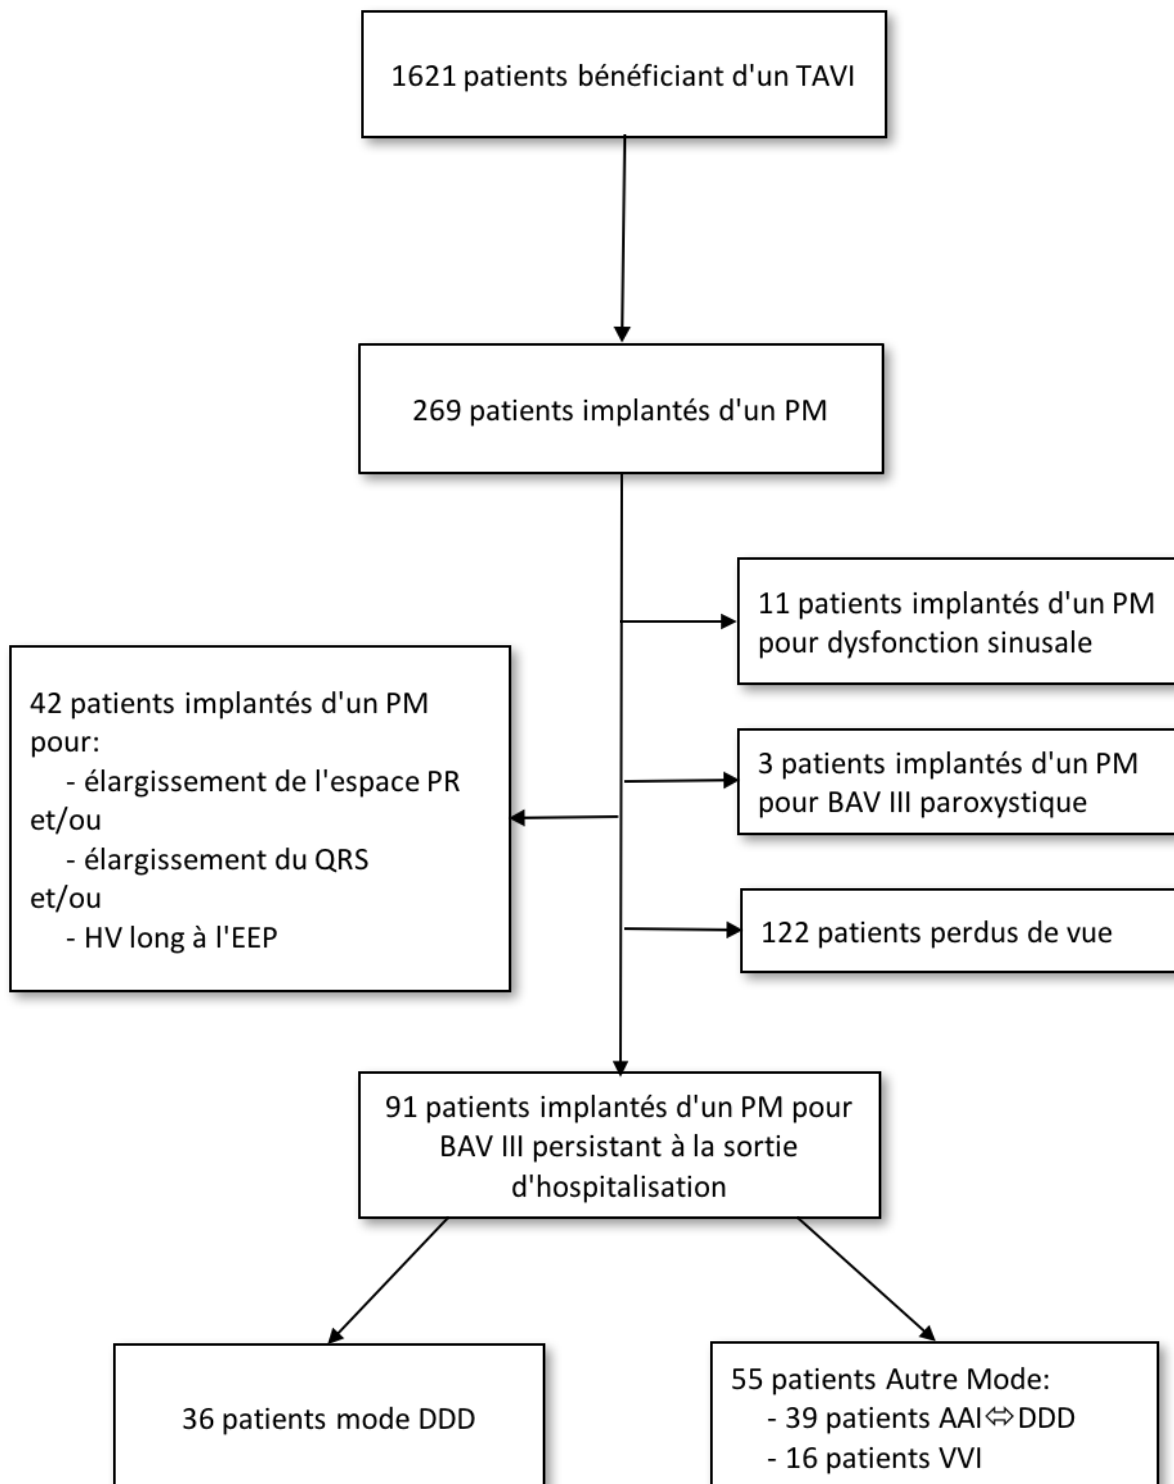 1621 patients bénéficiant d'un TAVI
269 patients implantés d'un PM
11 patients implantés d'un PM
pour dysfonction sinusale
42 patients implantés d'un PM
pour:
- élargissement de l'espace PR
et/ou
- élargissement du QRS
et/ou
- HV long à l'EEP
3 patients implantés d'un PM
pour BAV III paroxystique
122 patients perdus de vue
91 patients implantés d'un PM pour
BAV III persistant à la sortie
d'hospitalisation
36 patients mode DDD
55 patients Autre Mode:
- 39 patients AAI⇔DDD
- 16 patients VVI